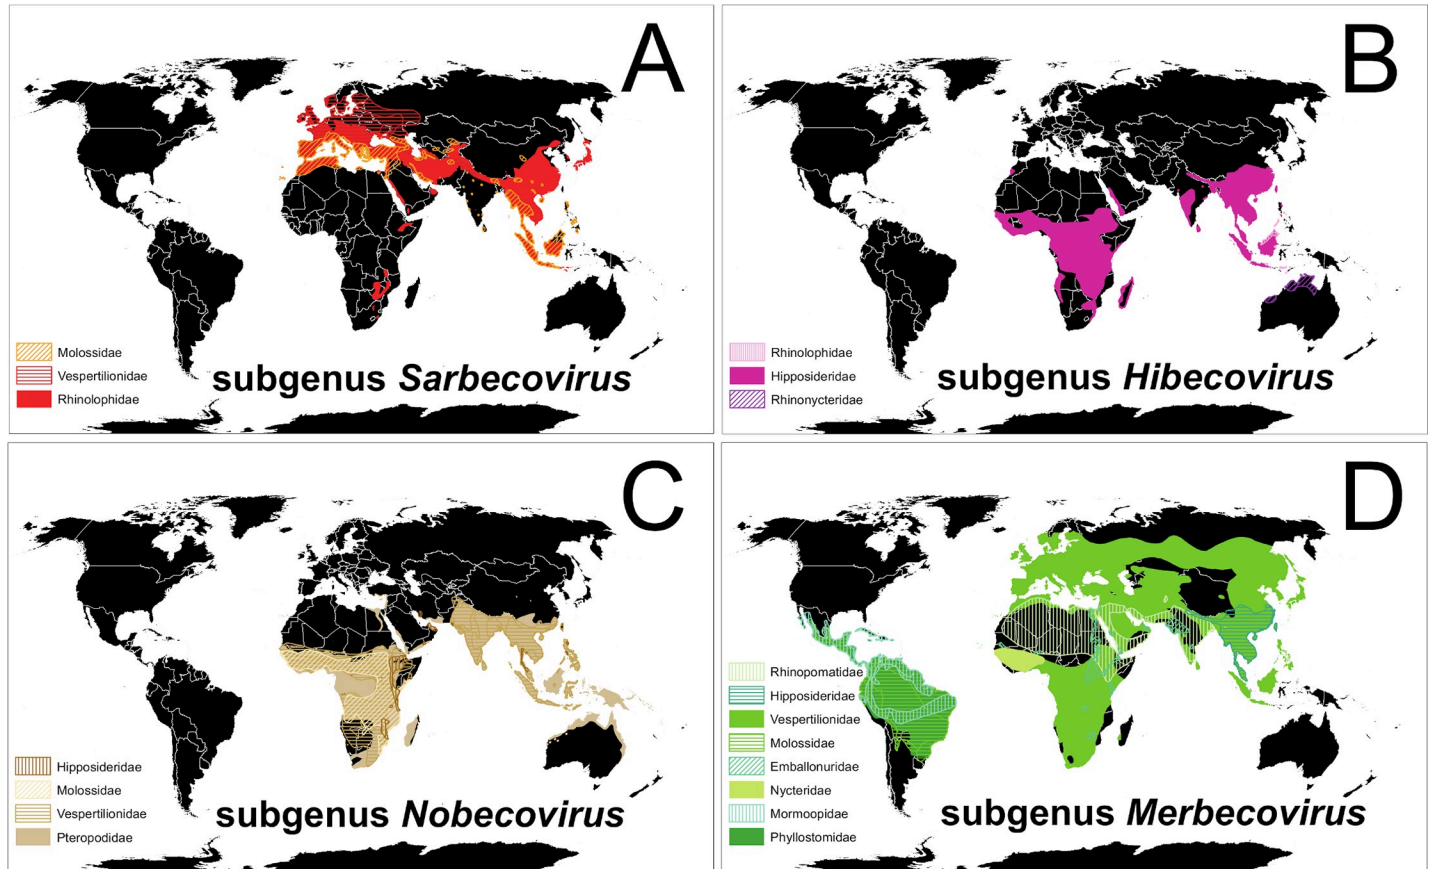 A
Molossidae
Vespertilionidae
Rhinolophidae
subgenus Sarbecovirus
B
Rhinolophidae
Hipposideridae
Rhinonycteridae
subgenus Hibecovirus
C
Hipposideridae
Molossidae
Vespertilionidae
Pteropodidae
subgenus Nobecovirus
D
Rhinopomatidae
Hipposideridae
Vespertilionidae
Molossidae
Emballonuridae
Nycteridae
Mormoopidae
Phyllostomidae
subgenus Merbecovirus